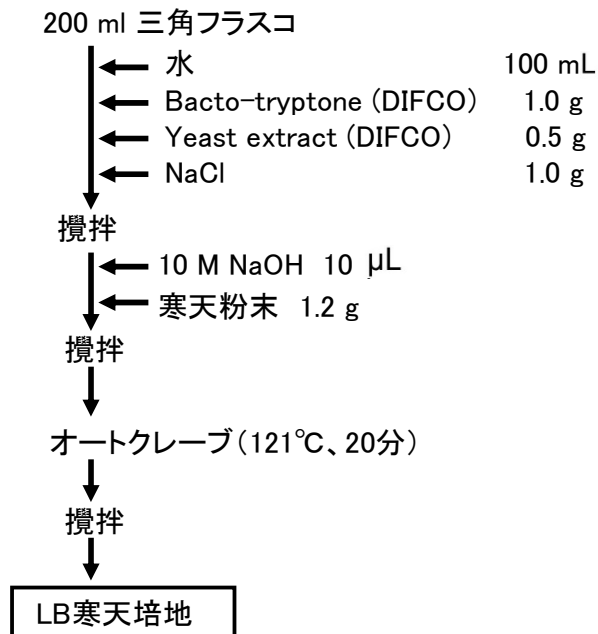 200 ml 三角フラスコ
水 100 mL
Bacto-tryptone (DIFCO) 1.0 g
Yeast extract (DIFCO) 0.5 g
NaCl 1.0 g
攪拌
10 M NaOH 10 μL
寒天粉末 1.2 g
攪拌
オートクレーブ(121℃、20分)
攪拌
LB寒天培地